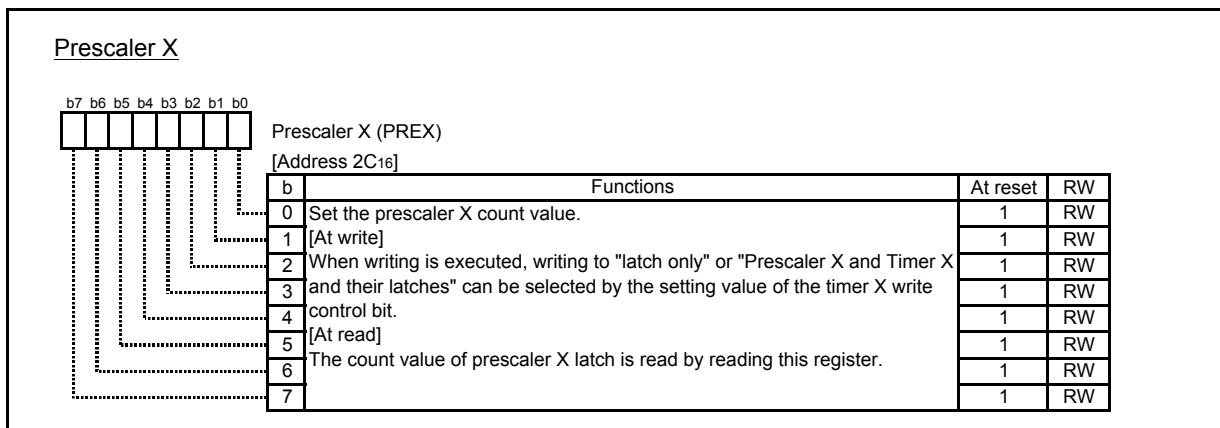 Prescaler X
b7 b6 b5 b4 b3 b2 b1 b0
Prescaler X (PREX)
[Address 2C16]
b Functions At reset RW
0 Set the prescaler X count value. 1 RW
1 [At write] 1 RW
2 When writing is executed, writing to "latch only" or "Prescaler X and Timer X 1 RW
3 and their latches" can be selected by the setting value of the timer X write 1 RW
4 control bit. 1 RW
5 [At read] 1 RW
6 The count value of prescaler X latch is read by reading this register. 1 RW
7 1 RW